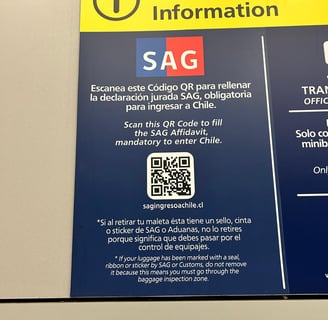 Information
SAG
Escanea este Código QR para rellenar
la declaración jurada SAG, obligatoria
para ingresar a Chile.
Scan this QR Code to fill
the SAG Affidavit,
mandatory to enter Chile.
sagingresoachile.cl
*Si al retirar tu maleta ésta tiene un sello, cinta
o sticker de SAG o Aduanas, no lo retires
porque significa que debes pasar por el
control de equipajes.
* If your luggage has been marked with a seal,
ribbon or sticker by SAG or Customs, do not remove
it because this means you must go through the
baggage inspection zone.
TRAN
OFFIC
Solo co
minib
Onl